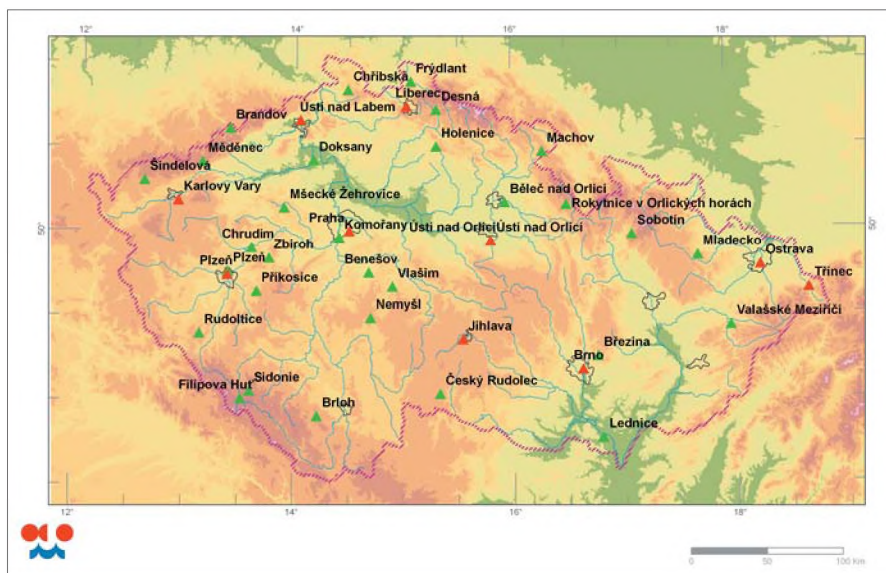 12° 14° 16° 18°
Frýdlant
Chřibská
Liberec Desná
Ústí nad Labem
Brandov
Holenice
Machov
Měděnec
Doksany
Šindelová
Karlovy Vary
Běleč nad Orlicí
Mšecké Žehrovice
Rokytnice v Orlických horách
Praha
Sobotín
50° Chrudim Komořany Ústí nad Orlicí Ústí nad Orlicí 50°
Zbiroh
Mladecko
Ostrava
Plzeň Plzeň
Benešov
Vlašim
Třinec
Příkosice
Nemyšl
Valašské Meziříčí
Rudoltice
Jihlava
Březina
Brno
Filipova Hut
Sidonie
Český Rudolec
Brloh
Lednice
12° 14° 16° 18°
0 50 100 Km